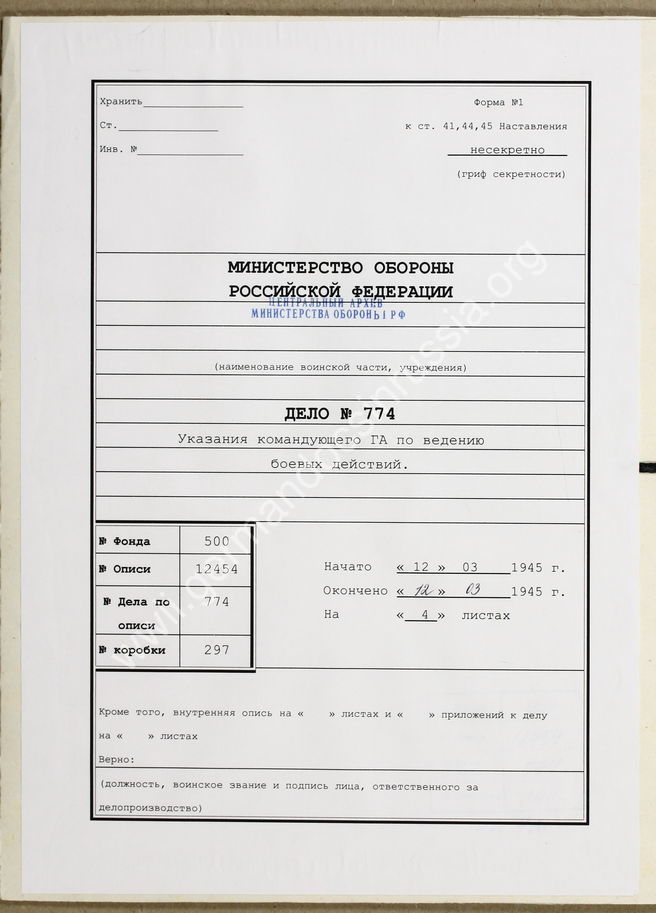 Хранить
Форма №1
Ст.
к ст. 41,44,45 Наставления
Инв. №
несекретно
(гриф секретности)
МИНИСТЕРСТВО ОБОРОНЫ
РОССИЙСКОЙ ФЕДЕРАЦИИ
ЦЕНТРАЛЬНЫЙ АРХИВ
МИНИСТЕРСТВА ОБОРОНЫ РФ
(наименование воинской части, учреждения)
ДЕЛО № 774
Указания командующего ГА по ведению
боевых действий.
№ Фонда 500
№ Описи 12454
№ Дела по 774
описи
№ коробки 297
Начато « 12 » 03 1945 г.
Окончено « 12 » 03 1945 г.
На « 4 » листах
Кроме того, внутренняя опись на « » листах и « » приложений к делу
на « » листах
Верно:
(должность, воинское звание и подпись лица, ответственного за
делопроизводство)
www.germandocsinrussia.org